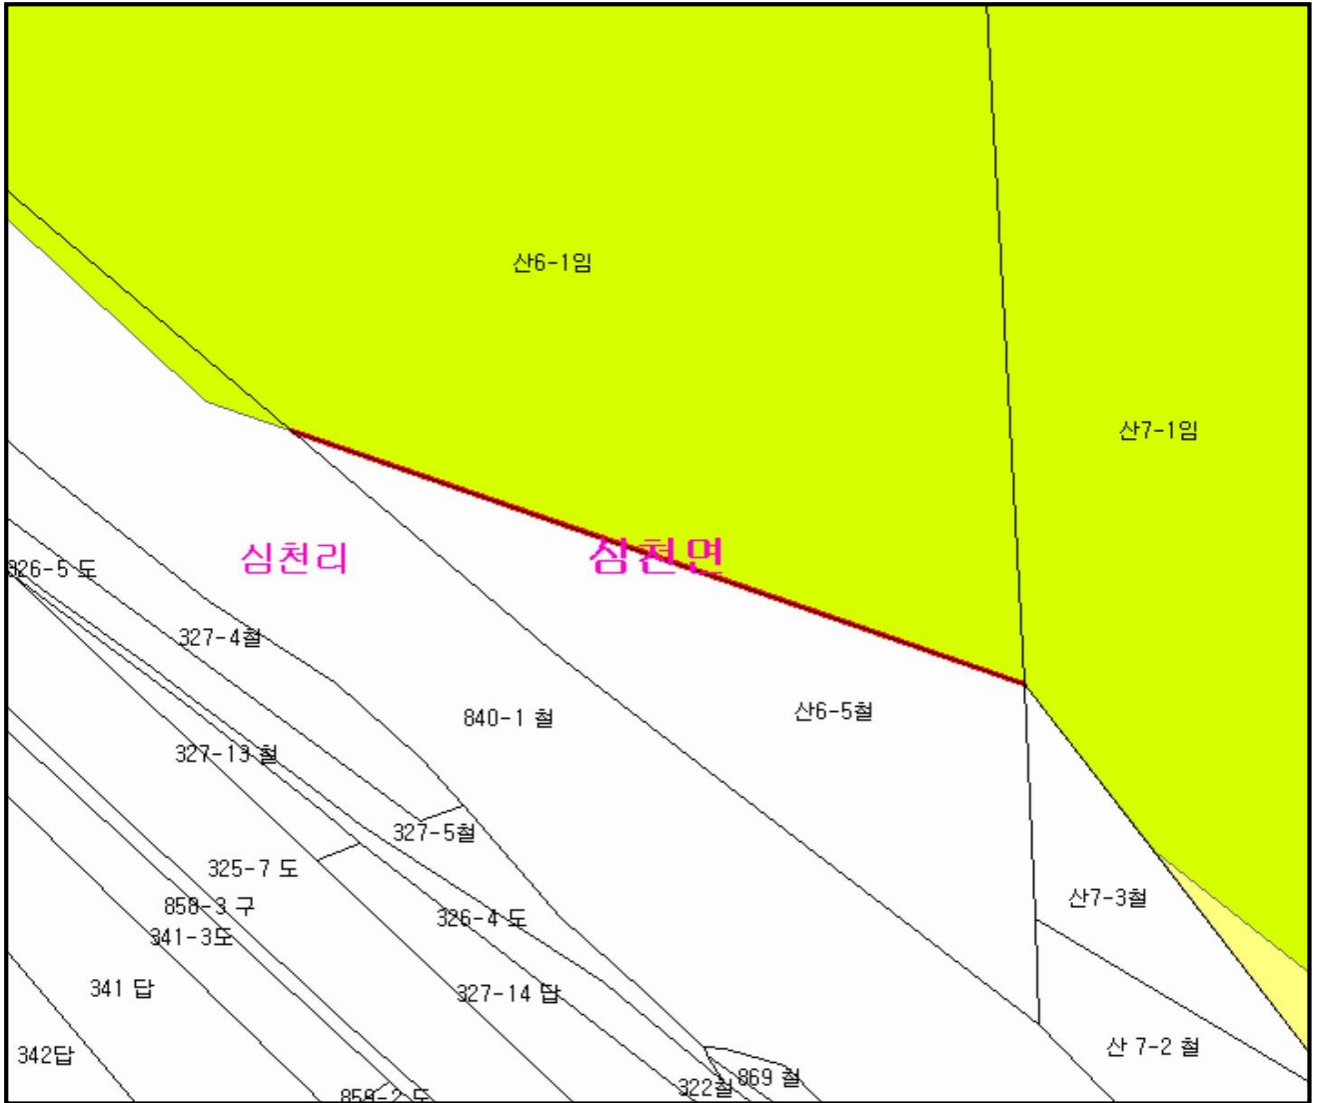 산6-1임
산7-1임
심천리
심천면
326-5 도
327-4철
840-1 철
산6-5철
327-13 철
327-5철
325-7 도
산7-3철
858-3 구
326-4 도
341-3도
341 답
327-14 답
342답
산 7-2 철
869 철
322철
858-2 도